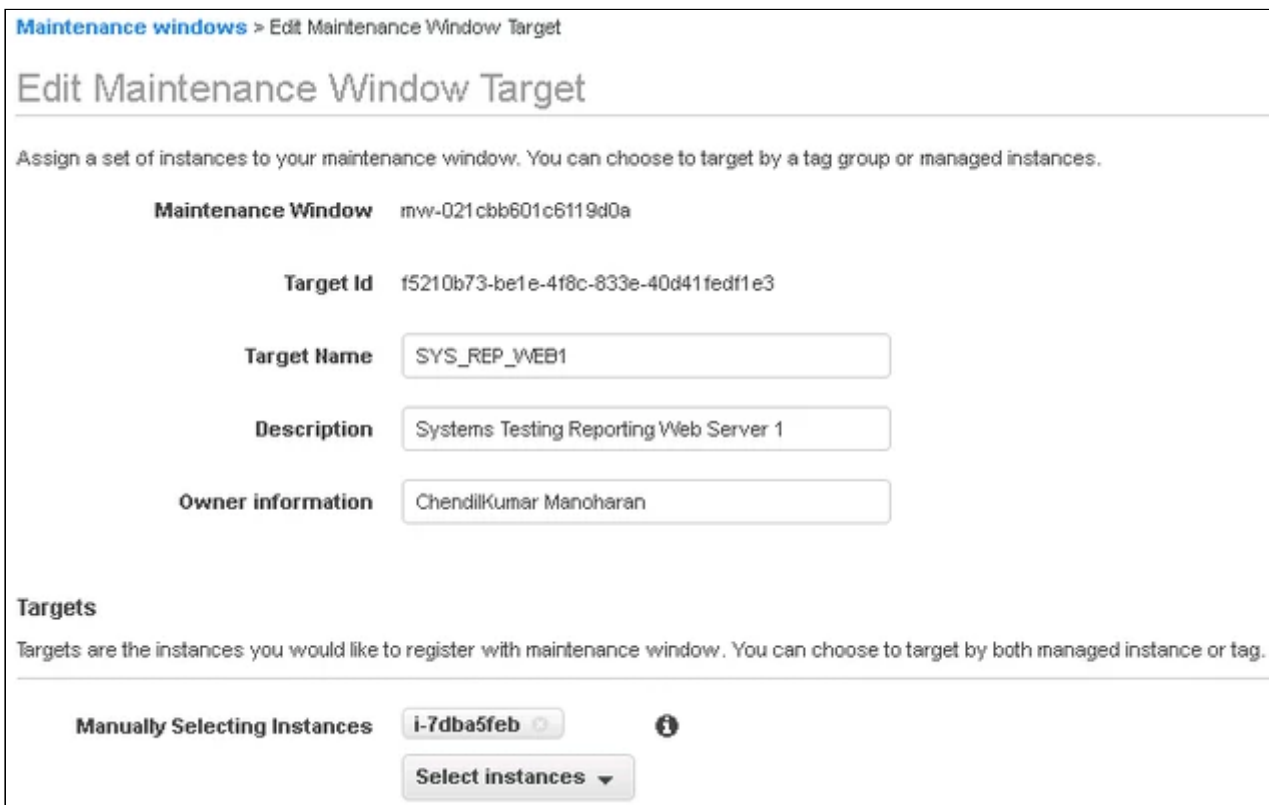 Maintenance windows > Edit Maintenance Window Target
Edit Maintenance Window Target
Assign a set of instances to your maintenance window. You can choose to target by a tag group or managed instances.
Maintenance Window mw-021cbb601c6119d0a
Target Id f5210b73-be1e-4f8c-833e-40d41fedf1e3
Target Name SYS_REP_WEB1
Description Systems Testing Reporting Web Server 1
Owner information ChendilKumar Manoharan
Targets
Targets are the instances you would like to register with maintenance window. You can choose to target by both managed instance or tag.
Manually Selecting Instances i-7dba5feb
Select instances